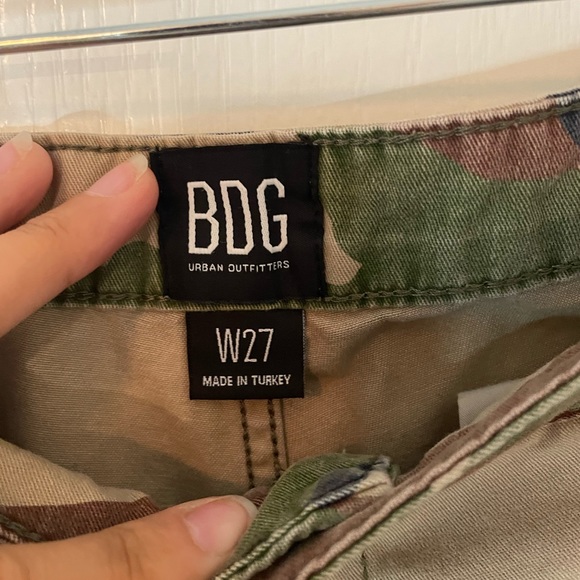 BDG
URBAN OUTFITTERS
W27
MADE IN TURKEY